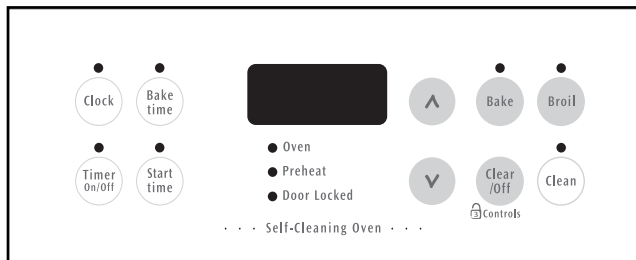 Clock
Bake
time
Bake
Broil
Timer
On/Off
Start
time
Oven
Preheat
Door Locked
Clear
/Off
Clean
3 Controls
· · · Self-Cleaning Oven · · ·